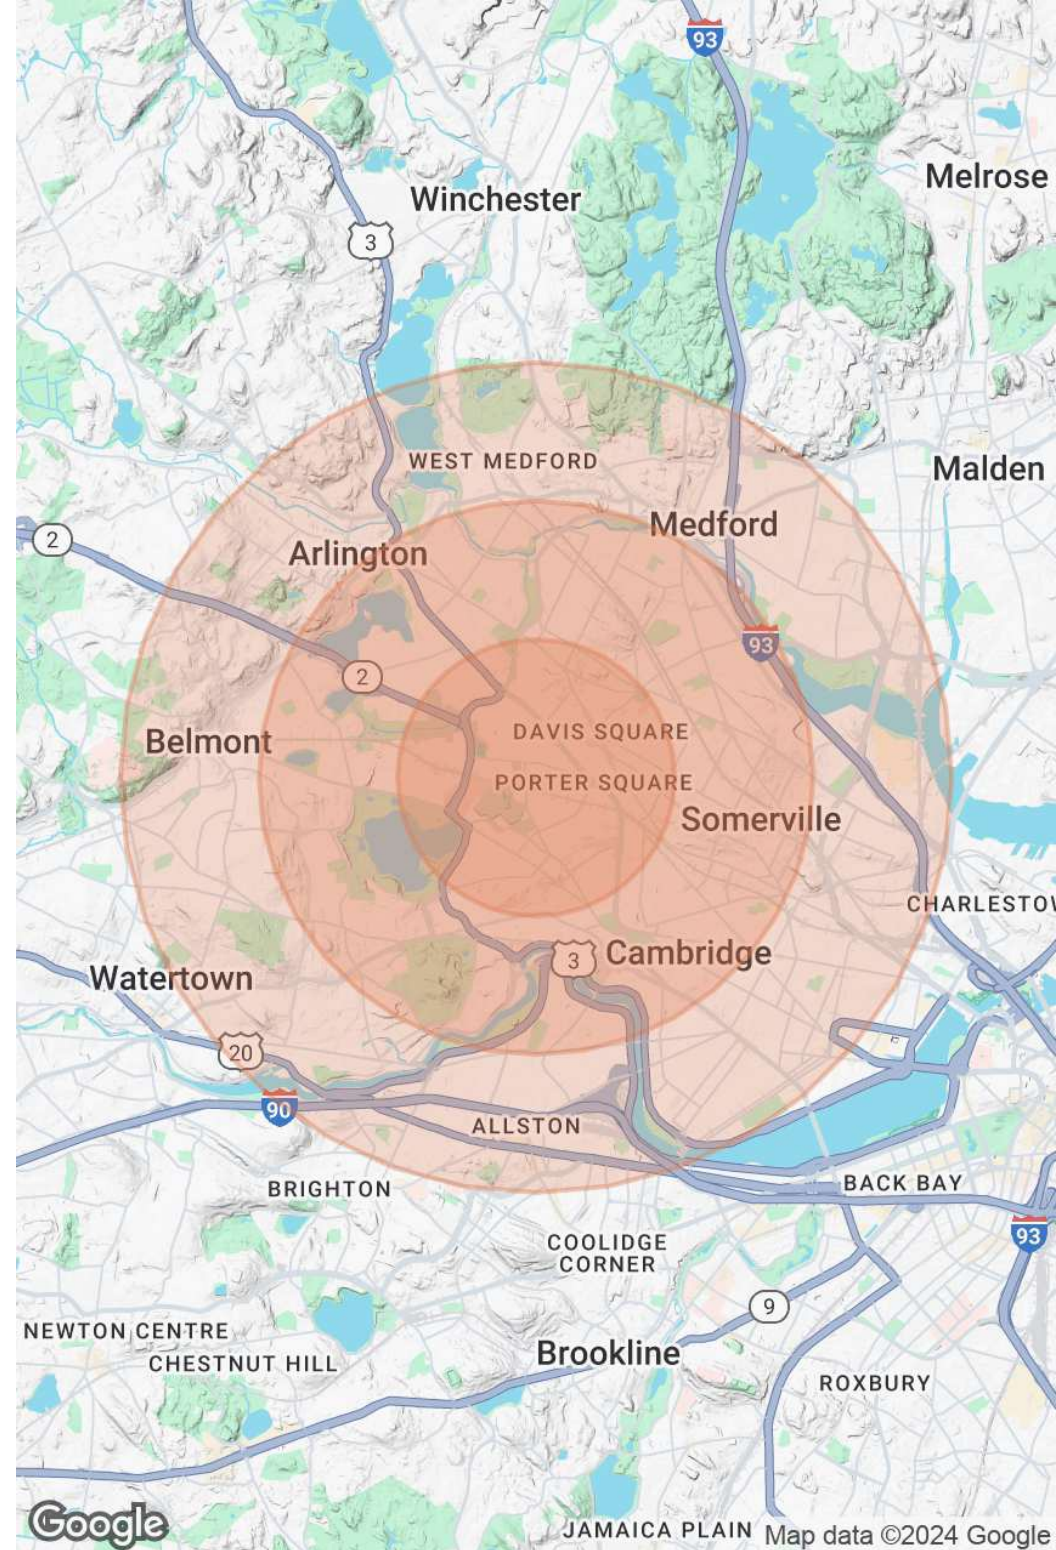 93
Melrose
Winchester
3
WEST MEDFORD
Malden
Medford
2
Arlington
93
2
DAVIS SQUARE
Belmont
PORTER SQUARE
Somerville
Cambridge
3
Watertown
20
90
ALLSTON
BRIGHTON
BACK BAY
93
COOLIDGE
CORNER
9
NEWTON CENTRE
Brookline
CHESTNUT HILL
ROXBURY
Google
JAMAICA PLAIN
Map data ©2024 Google